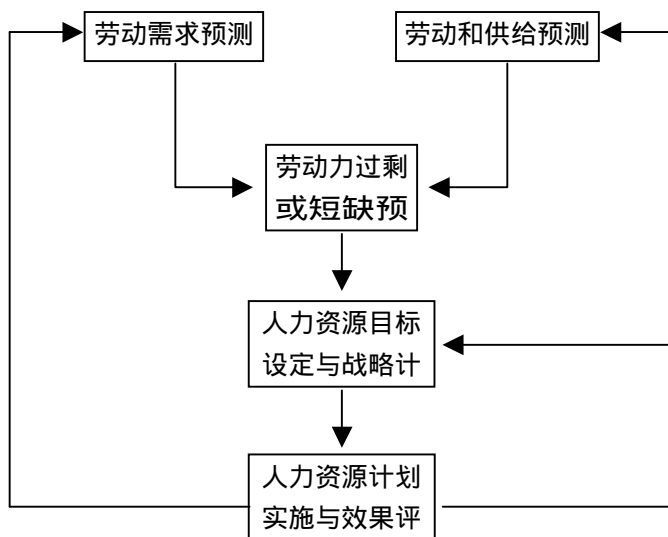 劳动需求预测
劳动和供给预测
劳动力过剩
或短缺预
人力资源目标
设定与战略计
人力资源计划
实施与效果评